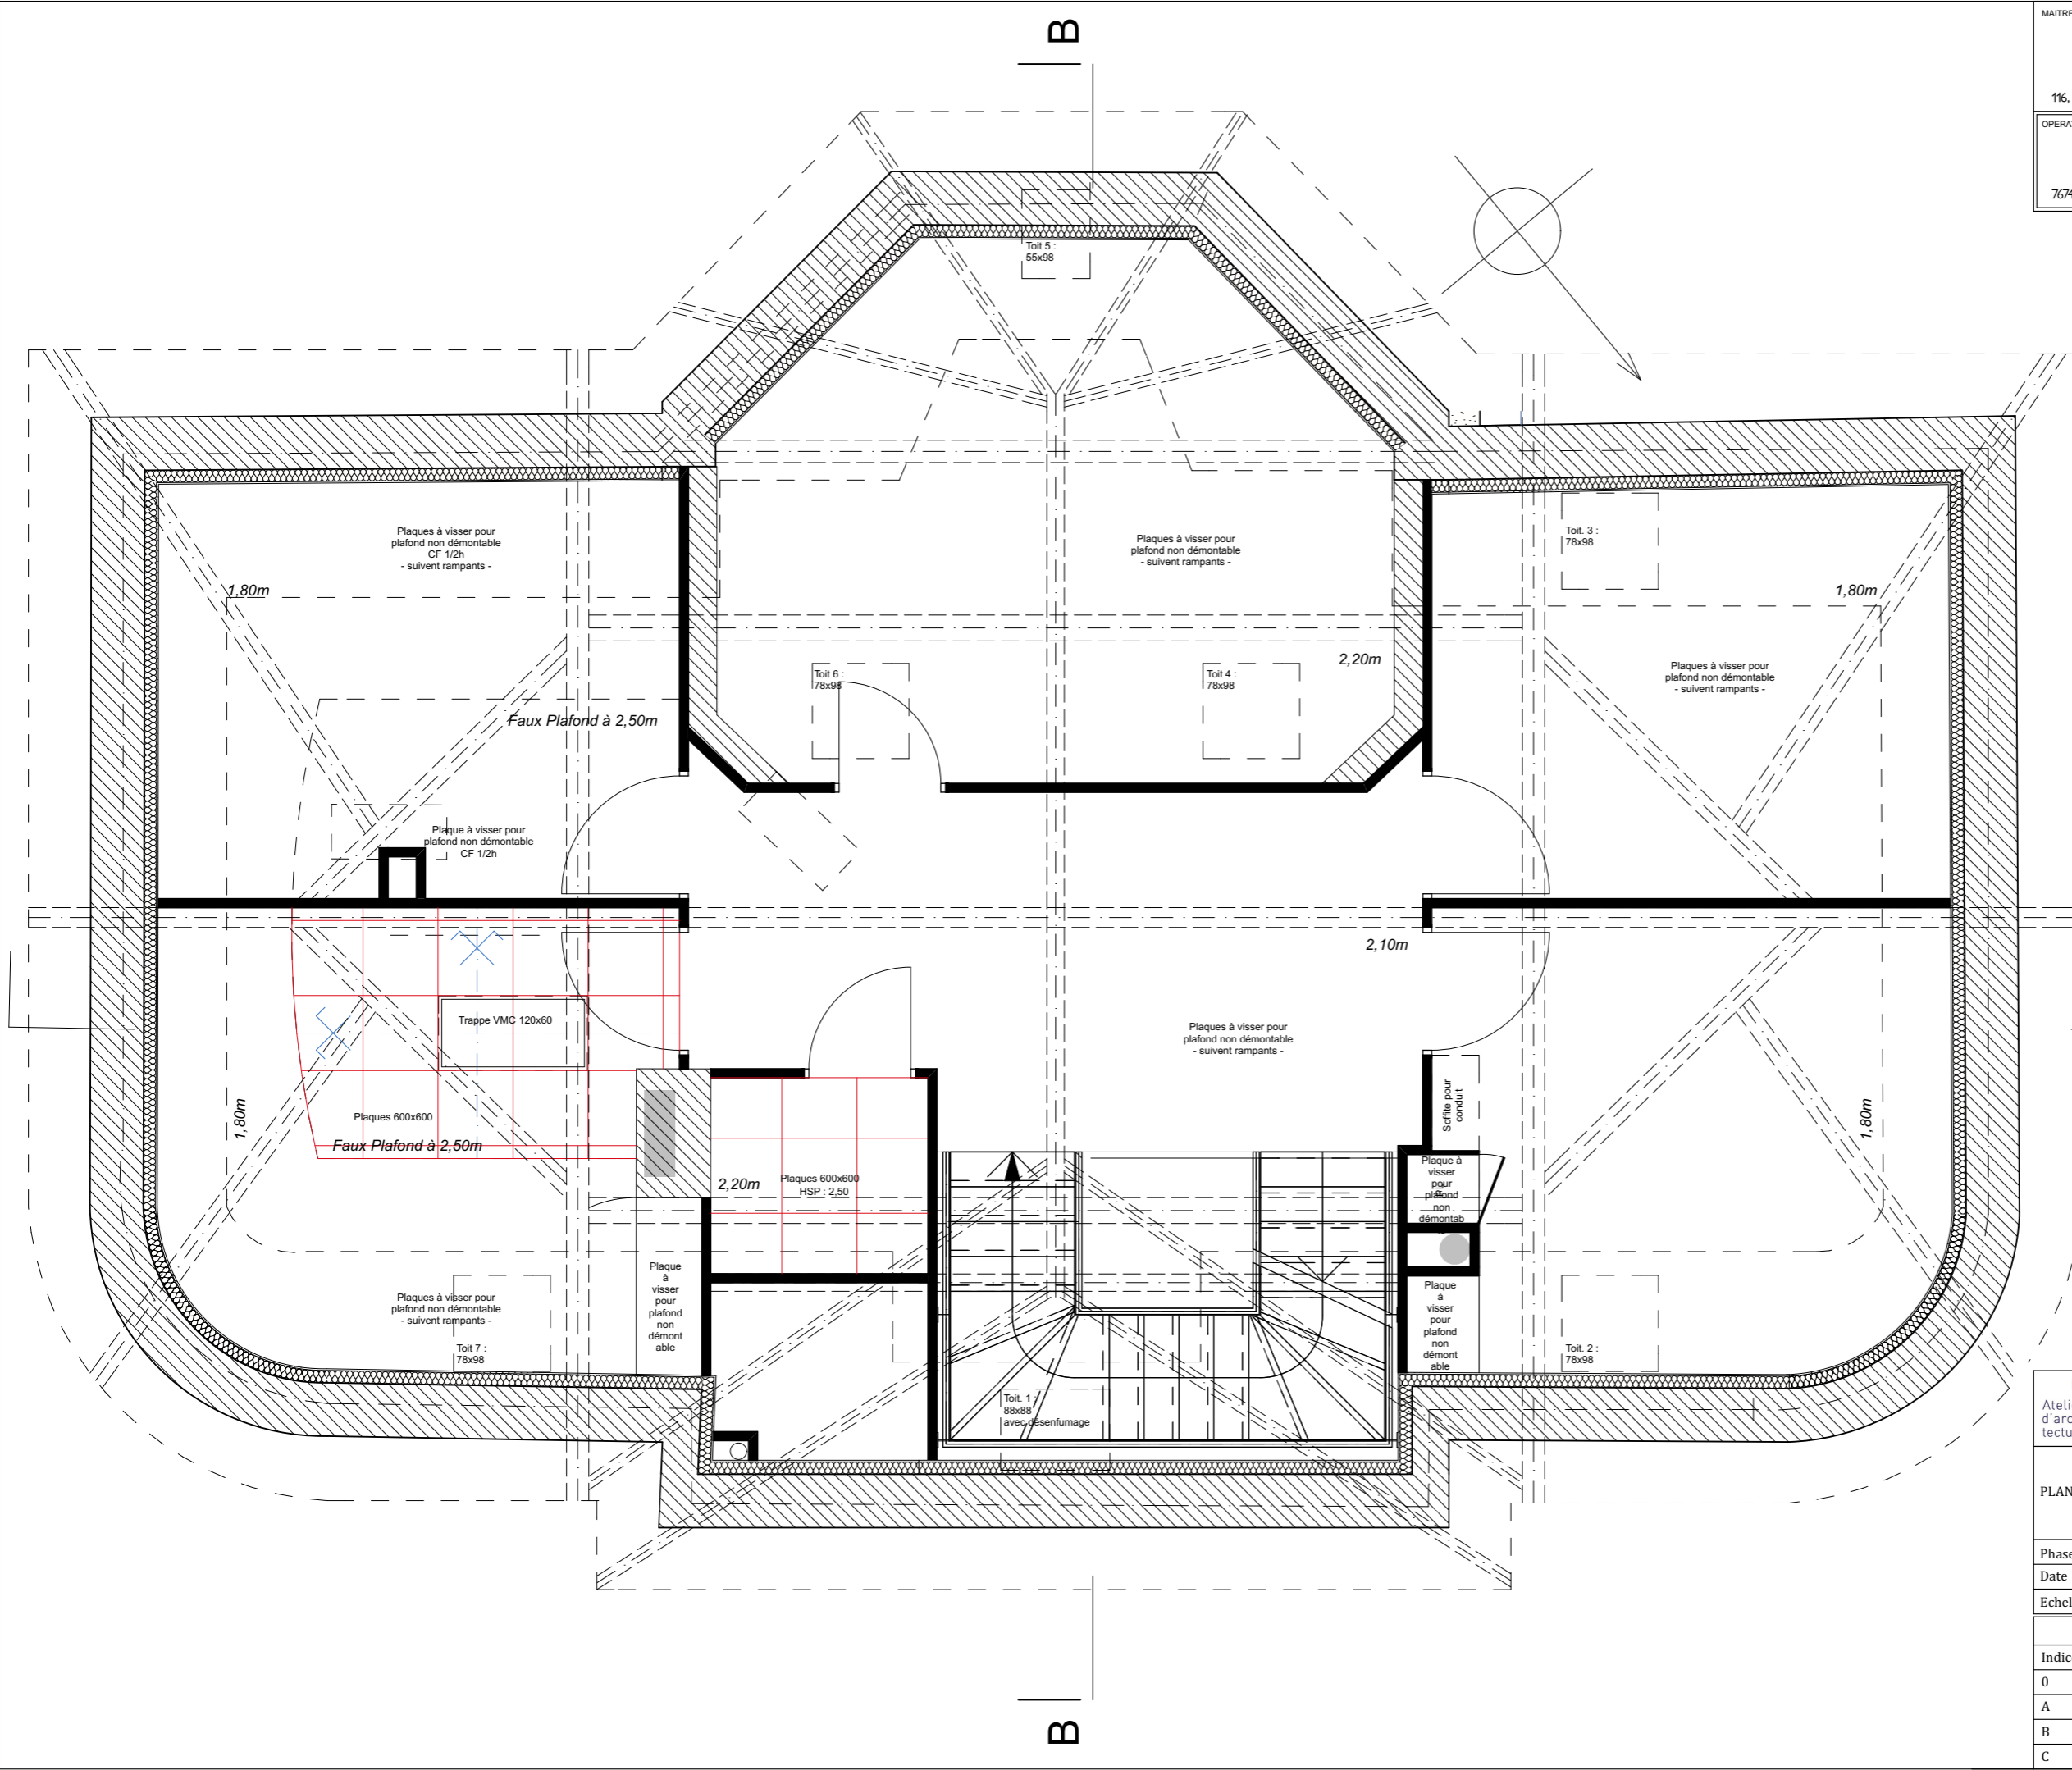 B
MAITRE
116,
OPERA
7674
Toit 5 :
55x98
Plaques à visser pour
plafond non démontable
CF 1/2h
- suivent rampants -
Plaques à visser pour
plafond non démontable
- suivent rampants -
Toit. 3 :
78x98
1,80m
1,80m
2,20m
Toit 6 :
78x98
Toit 4 :
78x98
Plaques à visser pour
plafond non démontable
- suivent rampants -
Faux Plafond à 2,50m
Plaque à visser pour
plafond non démontable
CF 1/2h
2,10m
Trappe VMC 120x60
Plaques à visser pour
plafond non démontable
- suivent rampants -
Plaques 600x600
Faux Plafond à 2,50m
1,80m
Soffite pour
conduit
1,80m
2,20m
Plaques 600x600
HSP : 2,50
Plaque à
visser
pour
plafond
non
démontab
Plaque
à
visser
pour
plafond
non
démont
able
Plaques à visser pour
plafond non démontable
- suivent rampants -
Toit 7 :
78x98
Plaque
à
visser
pour
plafond
non
démont
able
Toit. 2 :
78x98
Toit. 1 :
88x88
avec désenfumage
Ateli
d'arc
tectu
PLAN
Phase
Date
Echel
Indic
0
A
B
C
B